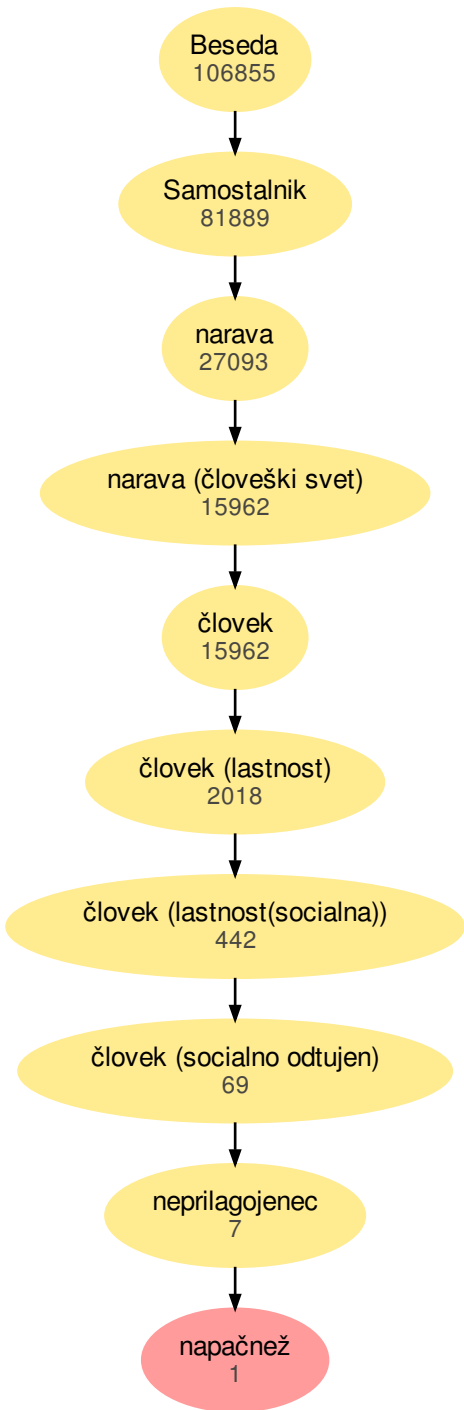 Beseda
106855
Samostalnik
81889
narava
27093
narava (človeški svet)
15962
človek
15962
človek (lastnost)
2018
človek (lastnost(socialna))
442
človek (socialno odtujen)
69
neprilagojenec
7
napačnež
1